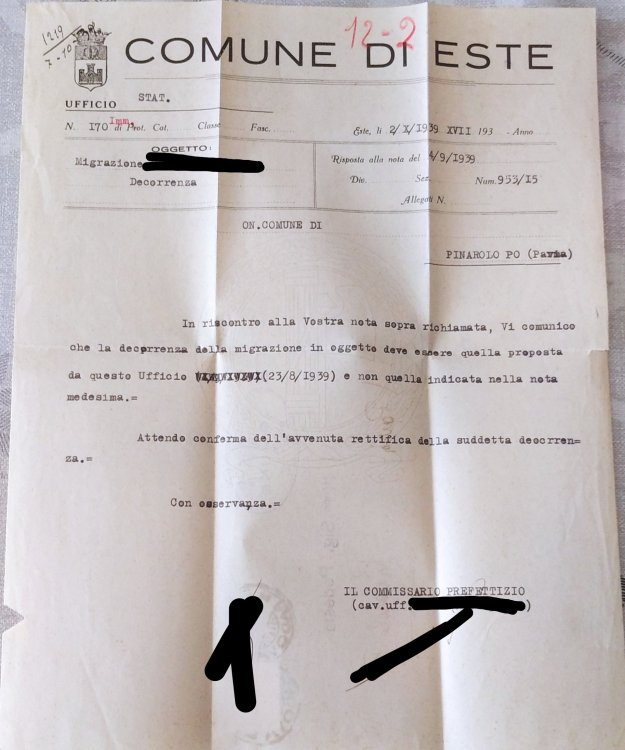 1219
7-10
12-2
COMUNE DI ESTE
UFFICIO STAT.
N. 170 Imm. di Prot. Cat. Classe Fasc. Este, li 2/X/1939 XVII 193 - Anno
OGGETTO:
Migrazione
Decorrenza
Risposta alla nota del 4/9/1939
Div. Sez. Num. 953/15
Allegati N.
ON.COMUNE DI
PINAROLO PO (Pavia)
In riscontro alla Vostra nota sopra richiamata, Vi comunico
che la decorrenza della migrazione in oggetto deve essere quella proposta
da questo Ufficio (23/8/1939) e non quella indicata nella nota
medesima.=
Attendo conferma dell'avvenuta rettifica della suddetta deocrren=
za.=
Con osservanza.=
IL COMMISSARIO PREFETTIZIO
(cav.uff. )